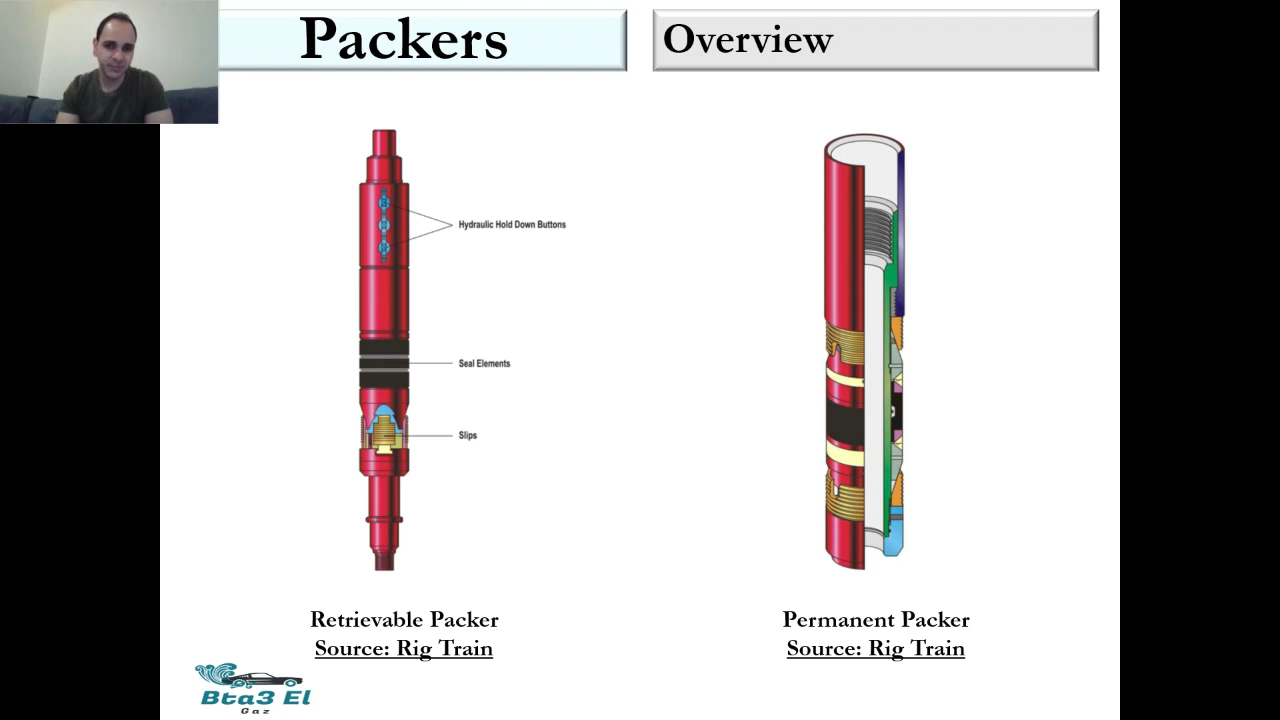 Packers
Overview
Hydraulic Hold Down Buttons
Seal Elements
Slips
Retrievable Packer
Source: Rig Train
Permanent Packer
Source: Rig Train
Bta3 El
Gaz